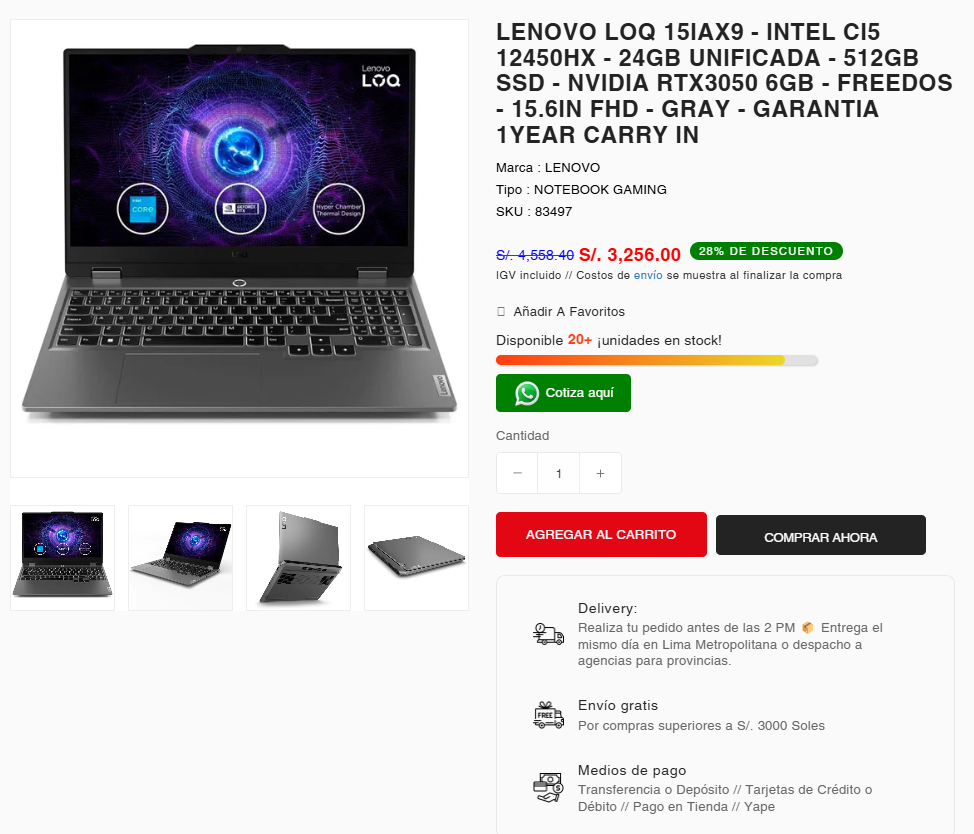 LENOVO LOQ 15IAX9 - INTEL CI5
12450HX - 24GB UNIFICADA - 512GB
SSD - NVIDIA RTX3050 6GB - FREEDOS
- 15.6IN FHD - GRAY - GARANTIA
1YEAR CARRY IN
Marca : LENOVO
Tipo : NOTEBOOK GAMING
SKU : 83497
S/. 4,558.40 S/. 3,256.00 28% DE DESCUENTO
IGV incluido // Costos de envío se muestra al finalizar la compra
Añadir A Favoritos
Disponible 20+ ¡unidades en stock!
Cotiza aquí
Cantidad
− 1 +
AGREGAR AL CARRITO
COMPRAR AHORA
Delivery:
Realiza tu pedido antes de las 2 PM 📦 Entrega el
mismo día en Lima Metropolitana o despacho a
agencias para provincias.
FREE
Envío gratis
Por compras superiores a S/. 3000 Soles
Medios de pago
Transferencia o Depósito // Tarjetas de Crédito o
Débito // Pago en Tienda // Yape
Lenovo
LOQ
intel
CORE
NVIDIA
GEFORCE
RTX
Hyper Chamber
Thermal Design
Lenovo